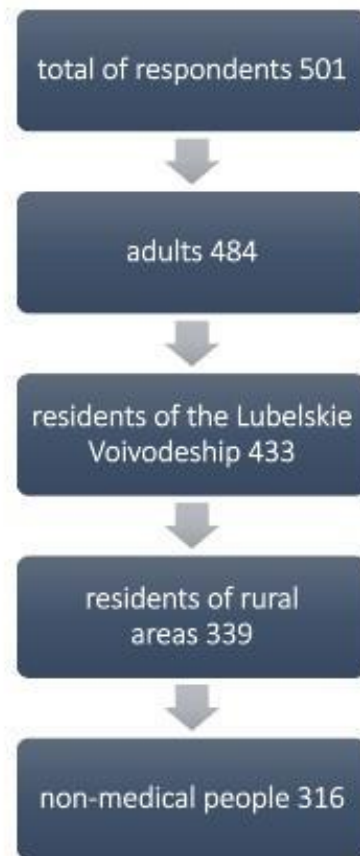 total of respondents 501
adults 484
residents of the Lubelskie
Voivodeship 433
residents of rural
areas 339
non-medical people 316